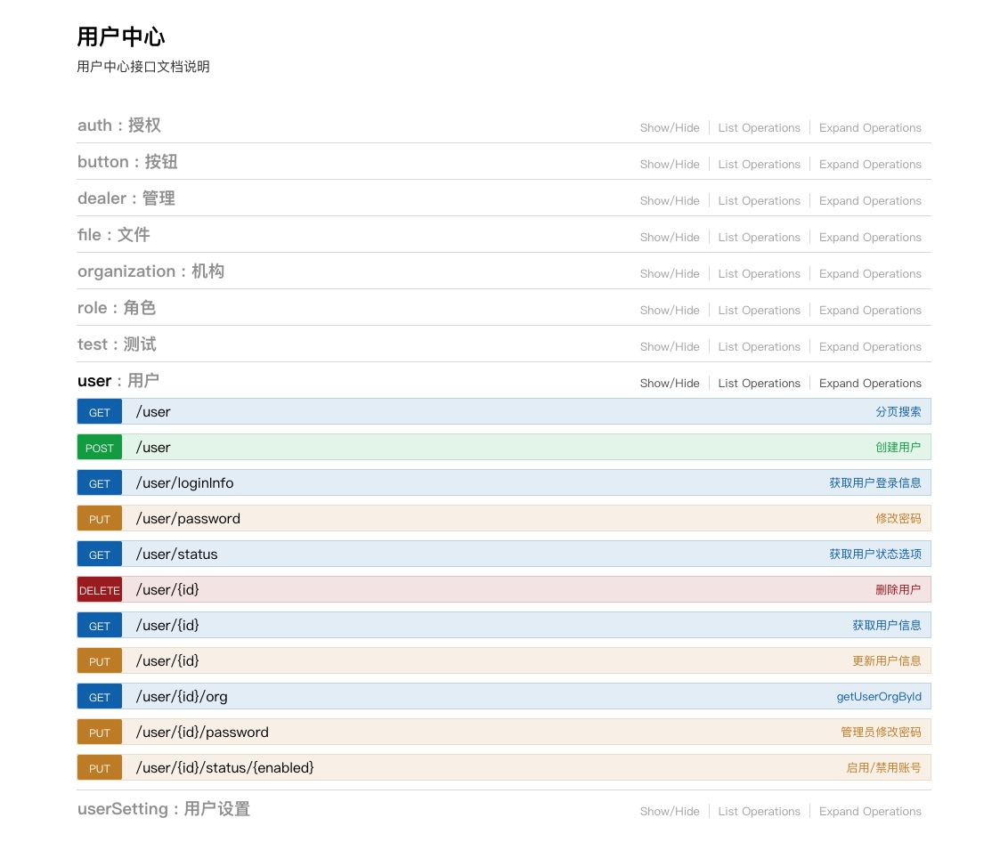 用户中心
用户中心接口文档说明
auth : 授权 Show/Hide List Operations Expand Operations
button : 按钮 Show/Hide List Operations Expand Operations
dealer : 管理 Show/Hide List Operations Expand Operations
file : 文件 Show/Hide List Operations Expand Operations
organization : 机构 Show/Hide List Operations Expand Operations
role : 角色 Show/Hide List Operations Expand Operations
test : 测试 Show/Hide List Operations Expand Operations
user : 用户 Show/Hide List Operations Expand Operations
GET /user 分页搜索
POST /user 创建用户
GET /user/loginInfo 获取用户登录信息
PUT /user/password 修改密码
GET /user/status 获取用户状态选项
DELETE /user/{id} 删除用户
GET /user/{id} 获取用户信息
PUT /user/{id} 更新用户信息
GET /user/{id}/org getUserOrgById
PUT /user/{id}/password 管理员修改密码
PUT /user/{id}/status/{enabled} 启用/禁用账号
userSetting : 用户设置 Show/Hide List Operations Expand Operations